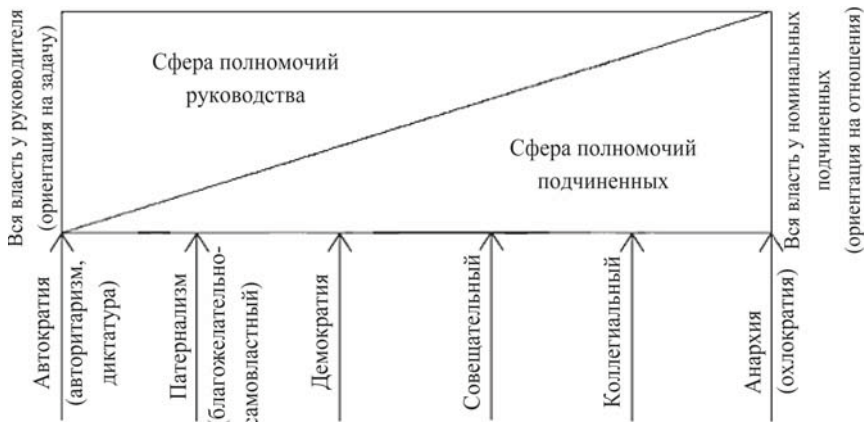 Вся власть у руководителя
(ориентация на задачу)
Сфера полномочий
руководства
Сфера полномочий
подчиненных
Вся власть у номинальных
подчиненных
(ориентация на отношения)
Автократия
(авторитаризм,
диктатура)
Патернализм
(благожелательно-
самовластный)
Демократия
Совещательный
Коллегиальный
Анархия
(охлократия)